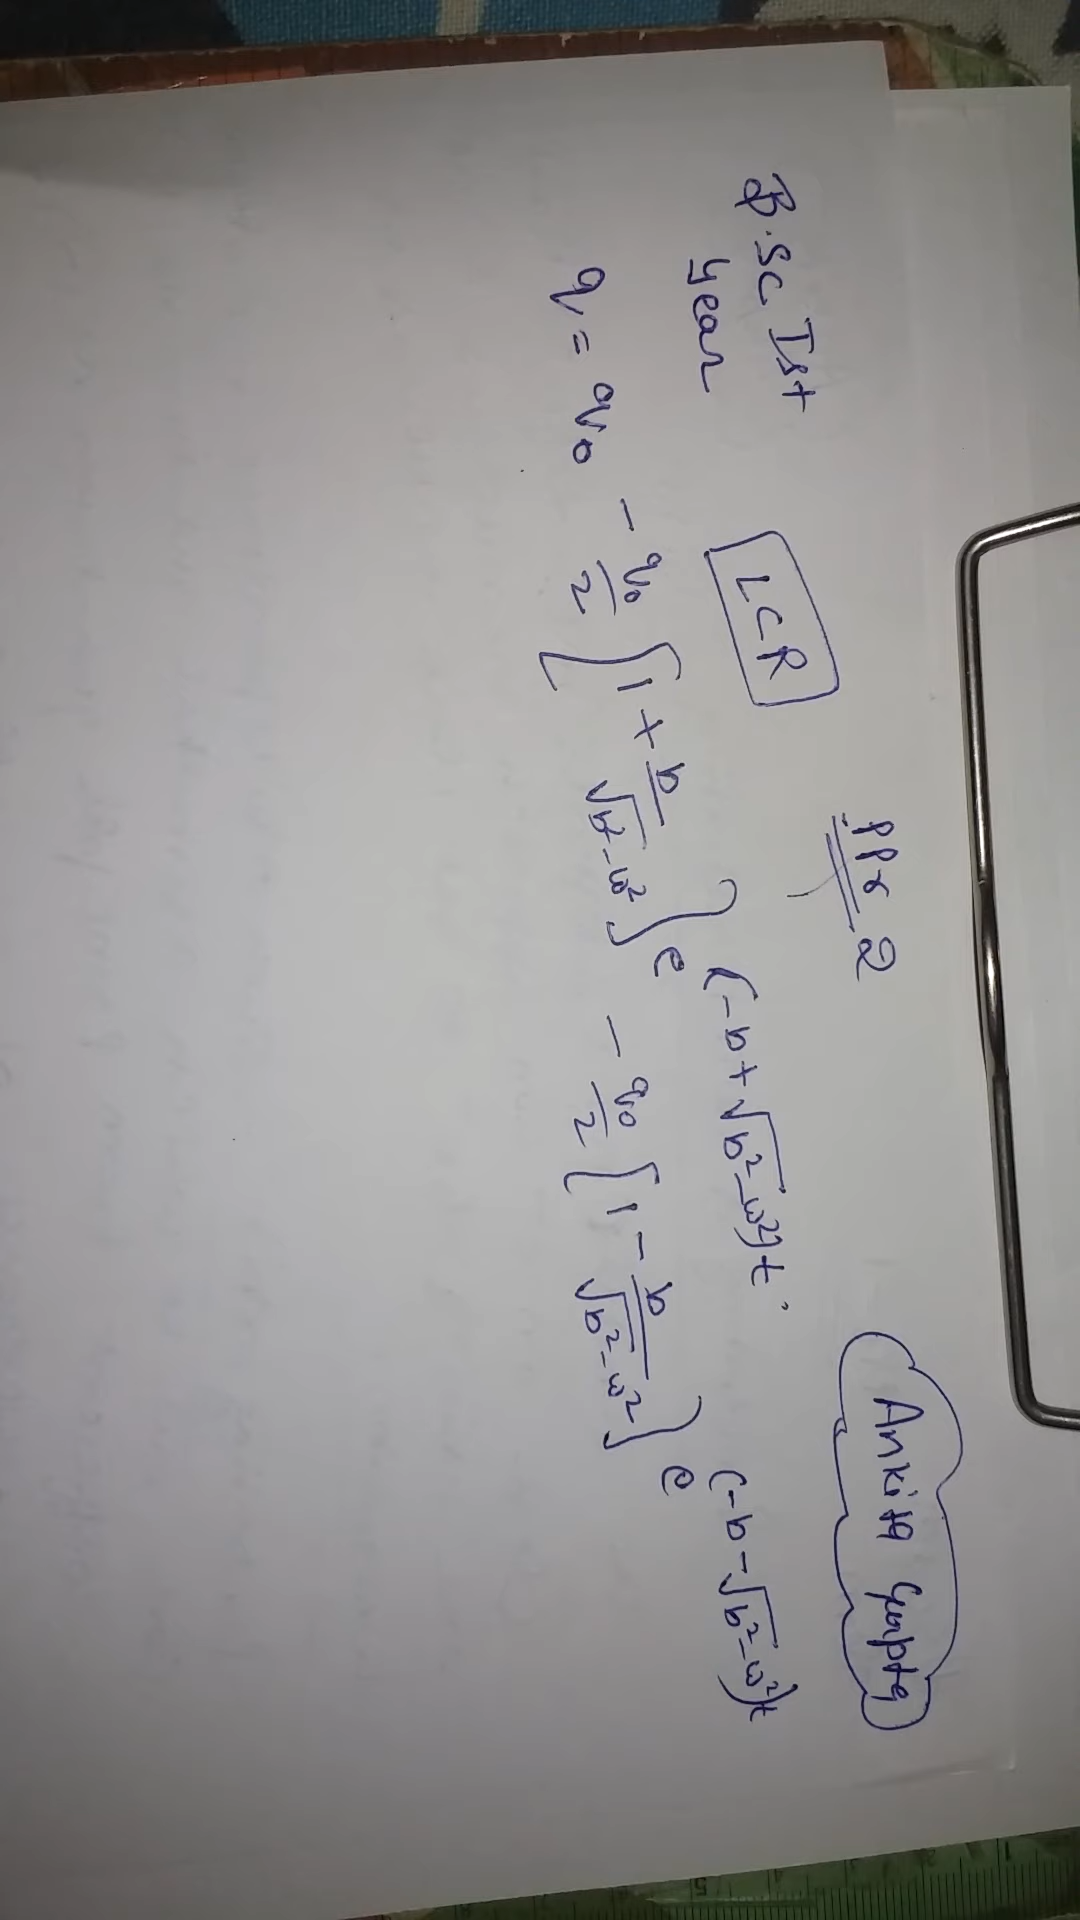 PPr 2
Ankita Gupta
B.Sc Ist
year
LCR
q = q₀ - q₀/2 [1 + b/√(b²-ω²)] e^((-b+√(b²-ω²))t) - q₀/2 [1 - b/√(b²-ω²)] e^((-b-√(b²-ω²))t)